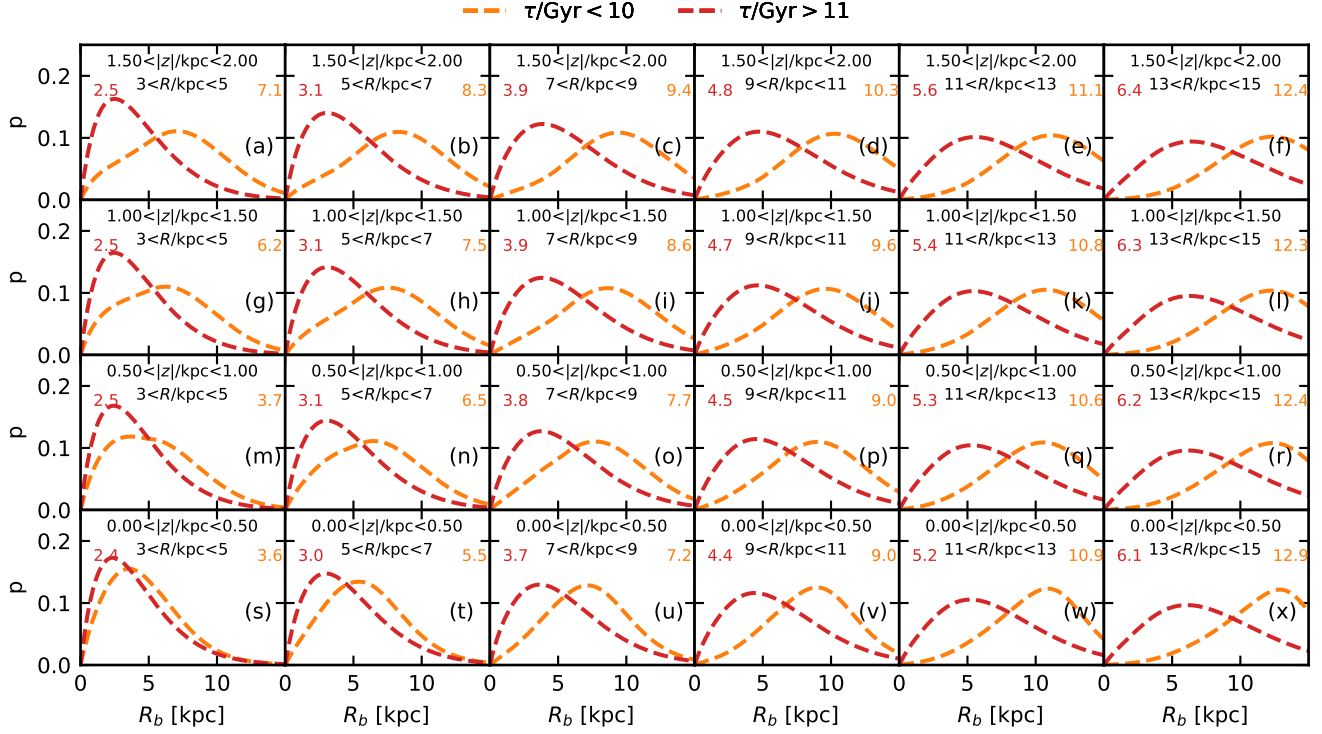 τ/Gyr < 10 τ/Gyr > 11
1.50<|z|/kpc<2.00 1.50<|z|/kpc<2.00 1.50<|z|/kpc<2.00 1.50<|z|/kpc<2.00 1.50<|z|/kpc<2.00 1.50<|z|/kpc<2.00
0.2
2.5 3<R/kpc<5 7.1 3.1 5<R/kpc<7 8.3 3.9 7<R/kpc<9 9.4 4.8 9<R/kpc<11 10.3 5.6 11<R/kpc<13 11.1 6.4 13<R/kpc<15 12.4
p 0.1 (a) (b) (c) (d) (e) (f)
0.0
1.00<|z|/kpc<1.50 1.00<|z|/kpc<1.50 1.00<|z|/kpc<1.50 1.00<|z|/kpc<1.50 1.00<|z|/kpc<1.50 1.00<|z|/kpc<1.50
0.2
2.5 3<R/kpc<5 6.2 3.1 5<R/kpc<7 7.5 3.9 7<R/kpc<9 8.6 4.7 9<R/kpc<11 9.6 5.4 11<R/kpc<13 10.8 6.3 13<R/kpc<15 12.3
p 0.1 (g) (h) (i) (j) (k) (l)
0.0
0.50<|z|/kpc<1.00 0.50<|z|/kpc<1.00 0.50<|z|/kpc<1.00 0.50<|z|/kpc<1.00 0.50<|z|/kpc<1.00 0.50<|z|/kpc<1.00
0.2
2.5 3<R/kpc<5 3.7 3.1 5<R/kpc<7 6.5 3.8 7<R/kpc<9 7.7 4.5 9<R/kpc<11 9.0 5.3 11<R/kpc<13 10.6 6.2 13<R/kpc<15 12.4
p 0.1 (m) (n) (o) (p) (q) (r)
0.0
0.00<|z|/kpc<0.50 0.00<|z|/kpc<0.50 0.00<|z|/kpc<0.50 0.00<|z|/kpc<0.50 0.00<|z|/kpc<0.50 0.00<|z|/kpc<0.50
0.2
2.4 3<R/kpc<5 3.6 3.0 5<R/kpc<7 5.5 3.7 7<R/kpc<9 7.2 4.4 9<R/kpc<11 9.0 5.2 11<R/kpc<13 10.9 6.1 13<R/kpc<15 12.9
p 0.1 (s) (t) (u) (v) (w) (x)
0.0
0 5 10 0 5 10 0 5 10 0 5 10 0 5 10 0 5 10
R_b [kpc] R_b [kpc] R_b [kpc] R_b [kpc] R_b [kpc] R_b [kpc]